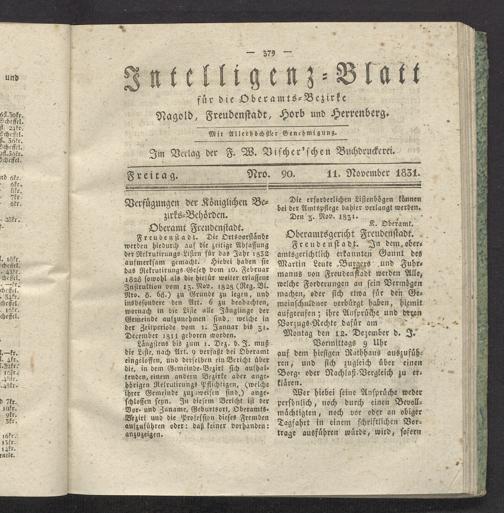 — 379 —
Intelligenz-Blatt
für die Oberamts-Bezirke
Nagold, Freudenstadt, Horb und Herrenberg.
Mit Allerhöchster Genehmigung.
Im Verlag der F. W. Vischer'schen Buchdruckerei.
Freitag. Nro. 90. 11. November 1831.
Verfügungen der Königlichen Be-
zirks-Behörden.
Oberamt Freudenstadt.
Freudenstadt. Die Ortsvorstände
werden hiedurch auf die zeitige Abfassung
der Rekrutirungs-Listen für das Jahr 1832
aufmerksam gemacht. Hiebei haben sie
das Rekrutirungs-Gesetz vom 10. Februar
1828 sowohl als die hiefür weiter erlassene
Instruktion vom 13. Nov. 1828 (Reg. Bl.
Nro. 8. 66.) zu Grunde zu legen, und
insbesondere den Art. 6 zu beobachten,
wornach in die Liste alle Jünglinge der
Gemeinde aufzunehmen sind, welche in
der Zeitperiode vom 1. Januar bis 31.
December 1811 geboren worden.
Längstens bis zum 1. Dez. d. J. muß
die Liste, nach Art. 9 verfaßt bei Oberamt
eingeloffen, und derselben ein Bericht über
die, in dem Gemeinde-Bezirk sich aufhal-
tenden, einem andern Bezirke aber ange-
hörigen Rekrutirungs Pflichtigen, (welche
ihrer Gemeinde zuzuweisen sind,) ange-
schlossen seyn. In diesem Bericht ist der
Vor- und Zuname, Geburtsort, Oberamts-
Bezirk und die Profession dieses Fremden
aufzuführen oder: daß keiner vorhanden:
anzuzeigen.
Die erforderlichen Listenbögen können
bei der Amtspflege dahier verlangt werden.
Den 3. Nov. 1831.
K. Oberamt.
Oberamtsgericht Freudenstadt.
Freudenstadt. In dem, ober-
amtsgerichtlich erkannten Gannt des
Martin Lautz, Burgers und Fuhr-
manns von Freudenstadt werden Alle,
welche Forderungen an sein Vermögen
machen, oder sich etwa für den Ge-
meinschuldner verbürgt haben, hiemit
aufgerufen; ihre Ansprüche und deren
Vorzugs-Rechte dafür am
Montag den 12. Dezember d. J.
Vormittags 9 Uhr
auf dem hiesigen Rathhaus auszufüh-
ren, und sich zugleich über einen
Borg- oder Nachlaß-Vergleich zu er-
klären.
Wer hiebei seine Ansprüche weder
persönlich, noch durch einen Bevoll-
mächtigten, noch vor oder an obiger
Tagfahrt in einem schriftlichen Vor-
trage ausführen würde, wird, sofern
und